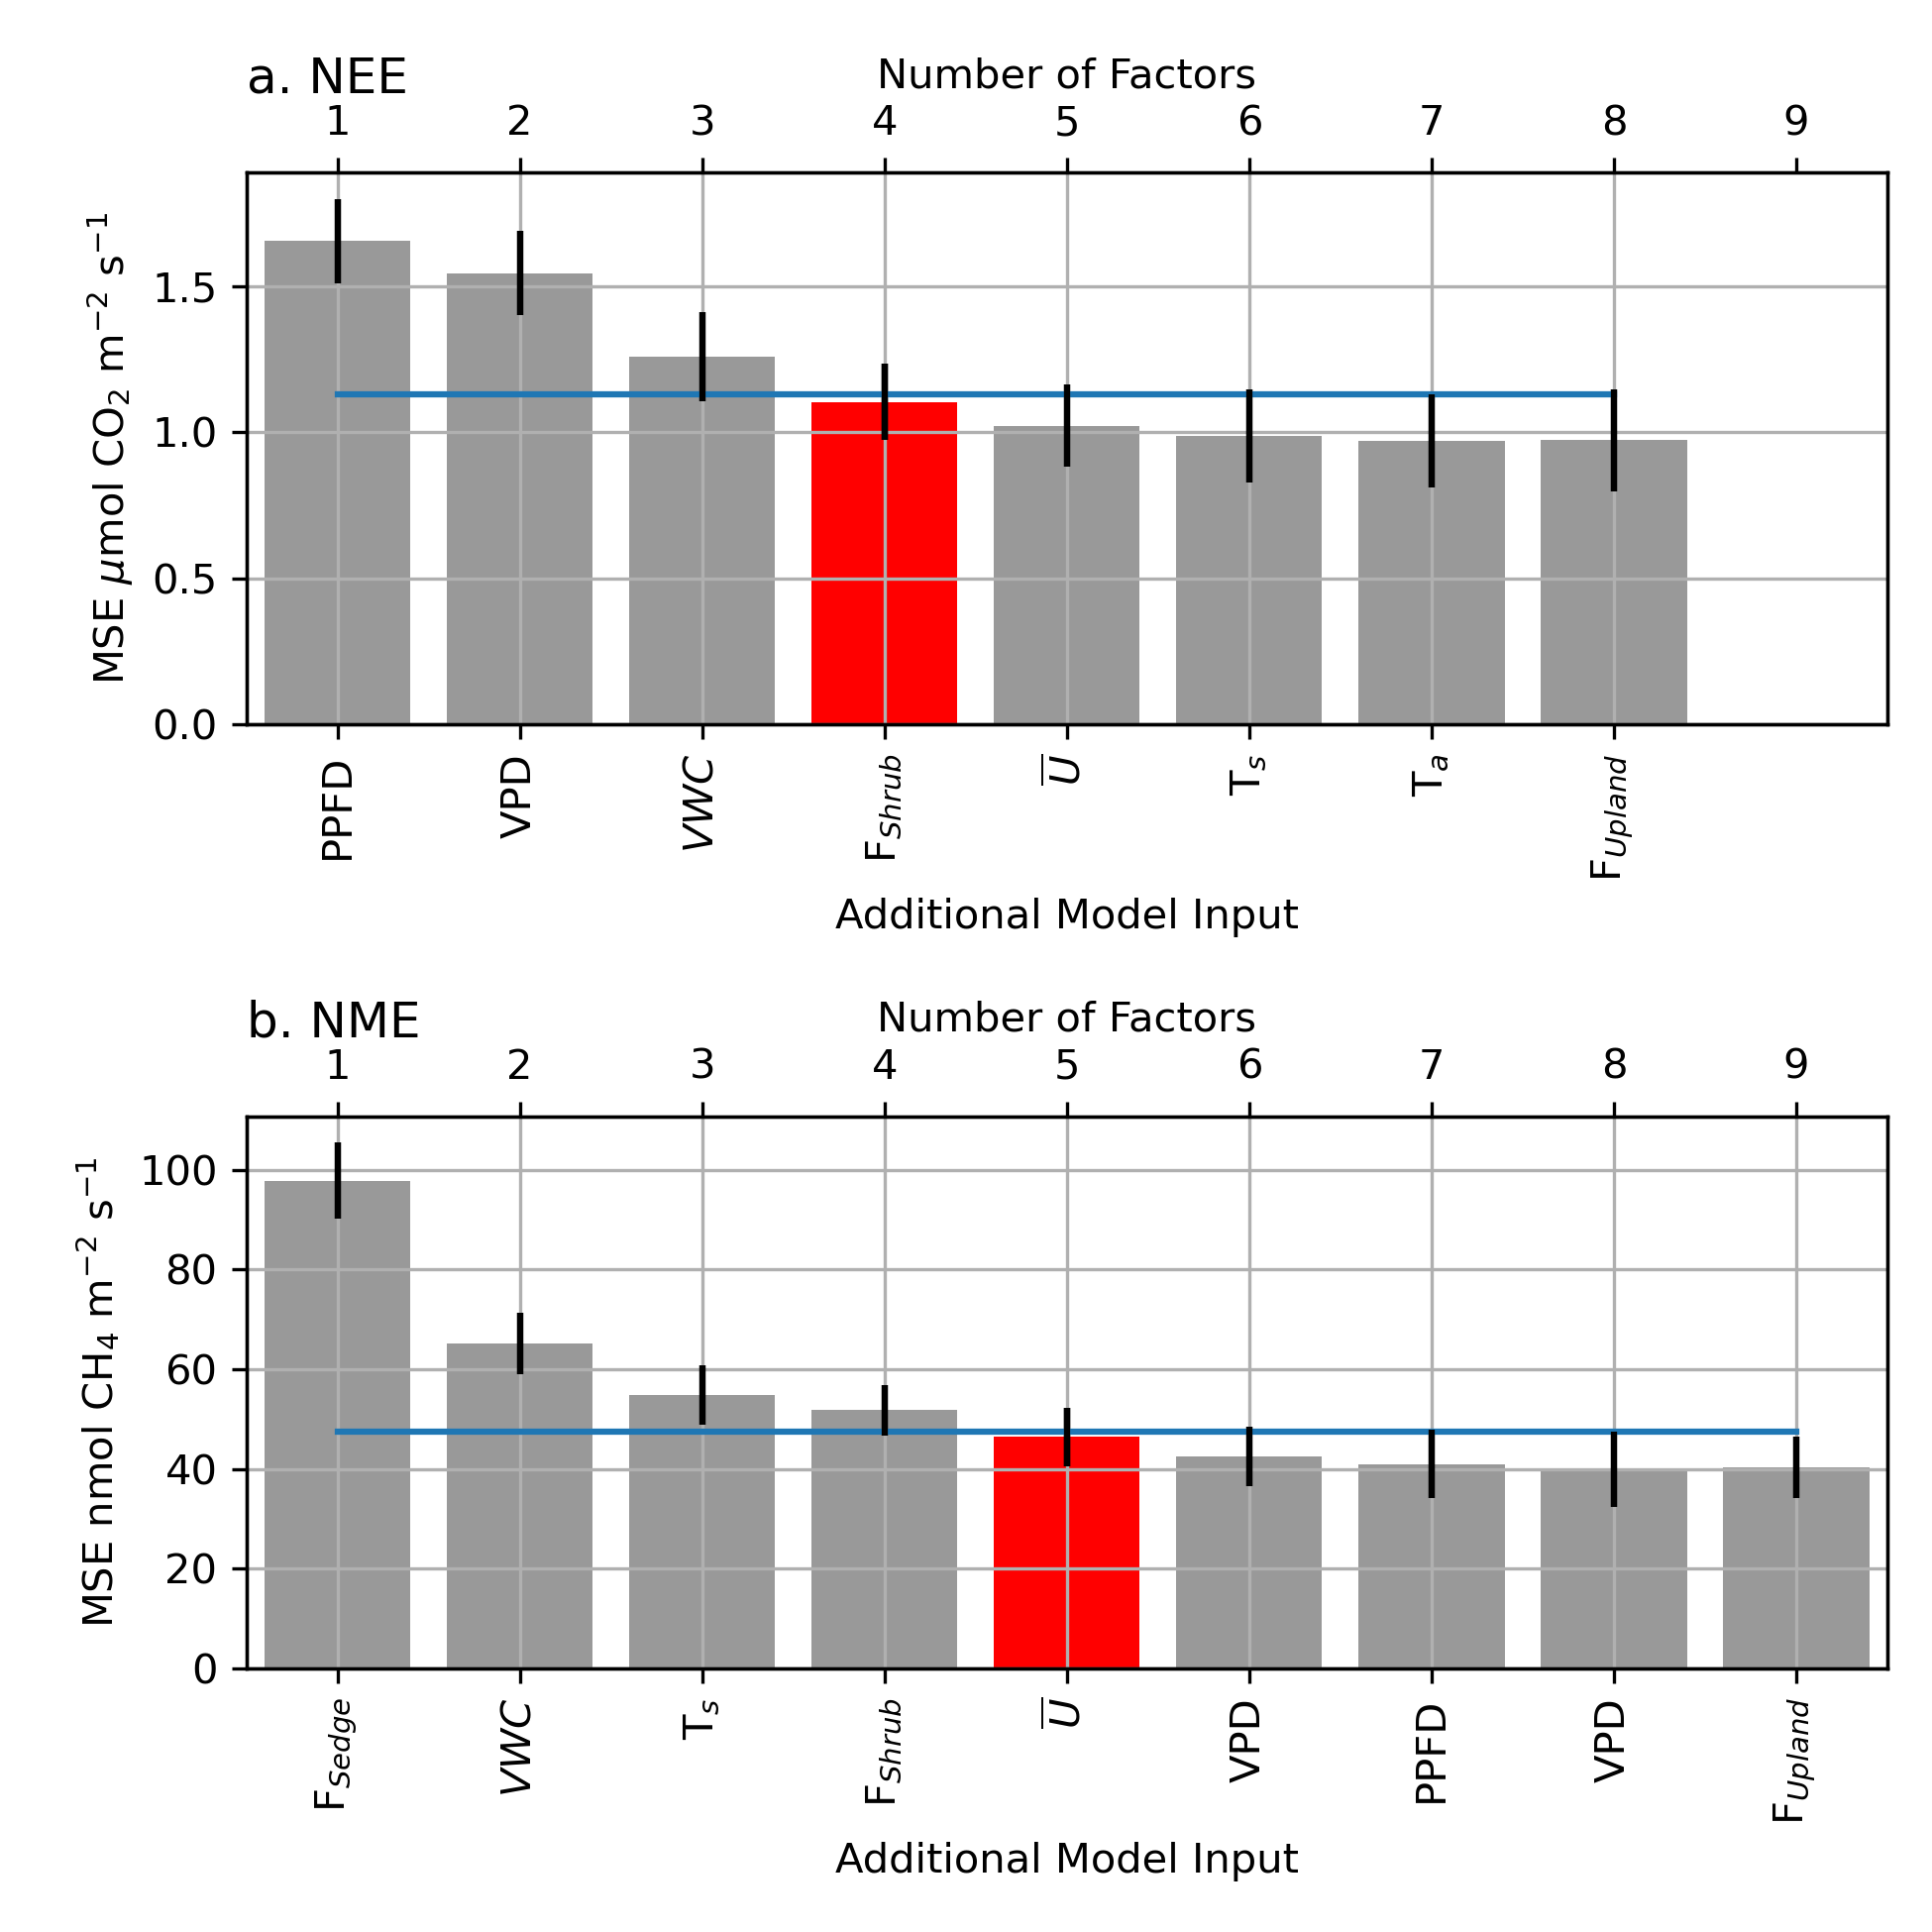 a. NEE
Number of Factors
1 2 3 4 5 6 7 8 9
MSE μmol CO₂ m⁻² s⁻¹
1.5
1.0
0.5
0.0
PPFD VPD VWC F_Shrub U̅ T_s T_a F_Upland
Additional Model Input
b. NME
Number of Factors
1 2 3 4 5 6 7 8 9
MSE nmol CH₄ m⁻² s⁻¹
100
80
60
40
20
0
F_Sedge VWC T_s F_Shrub U̅ VPD PPFD VPD F_Upland
Additional Model Input